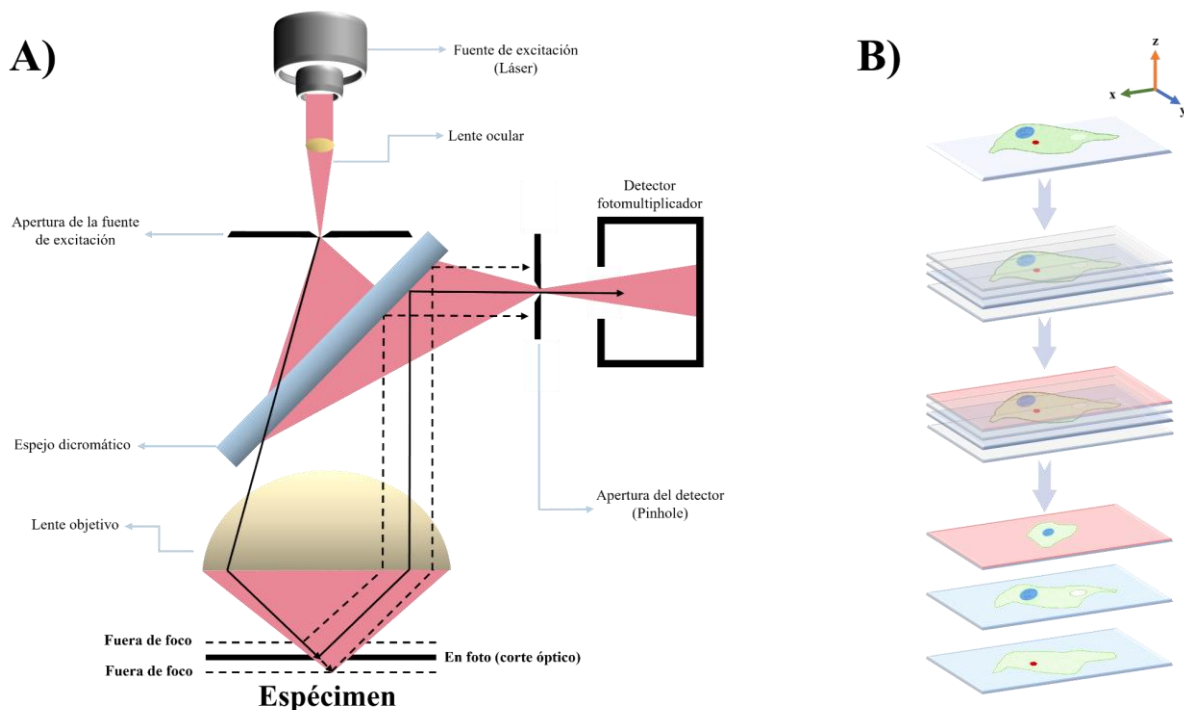 A)
Fuente de excitación
(Láser)
Lente ocular
Apertura de la fuente
de excitación
Detector
fotomultiplicador
Espejo dicromático
Apertura del detector
(Pinhole)
Lente objetivo
Fuera de foco
En foto (corte óptico)
Fuera de foco
Espécimen
B)
z
x
y